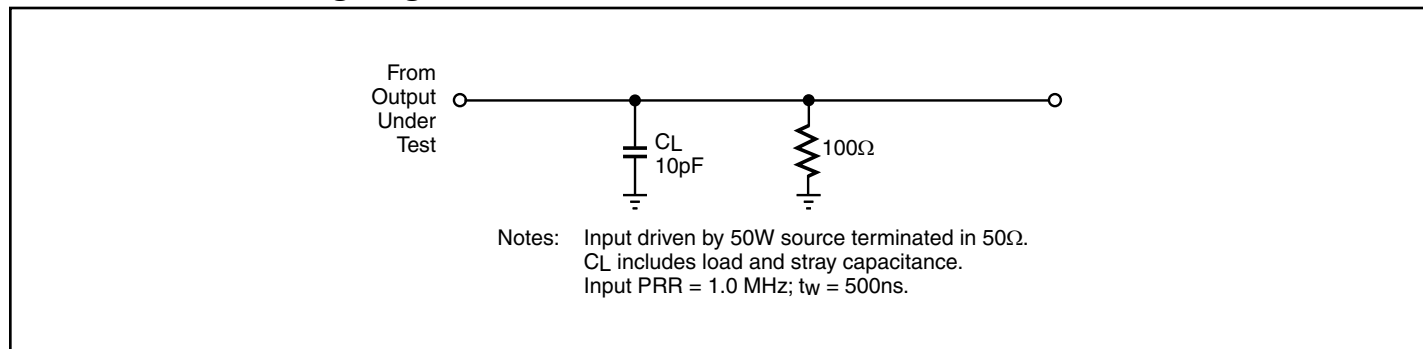 From
Output
Under
Test
CL
10pF
100Ω
Notes: Input driven by 50W source terminated in 50Ω.
CL includes load and stray capacitance.
Input PRR = 1.0 MHz; tw = 500ns.